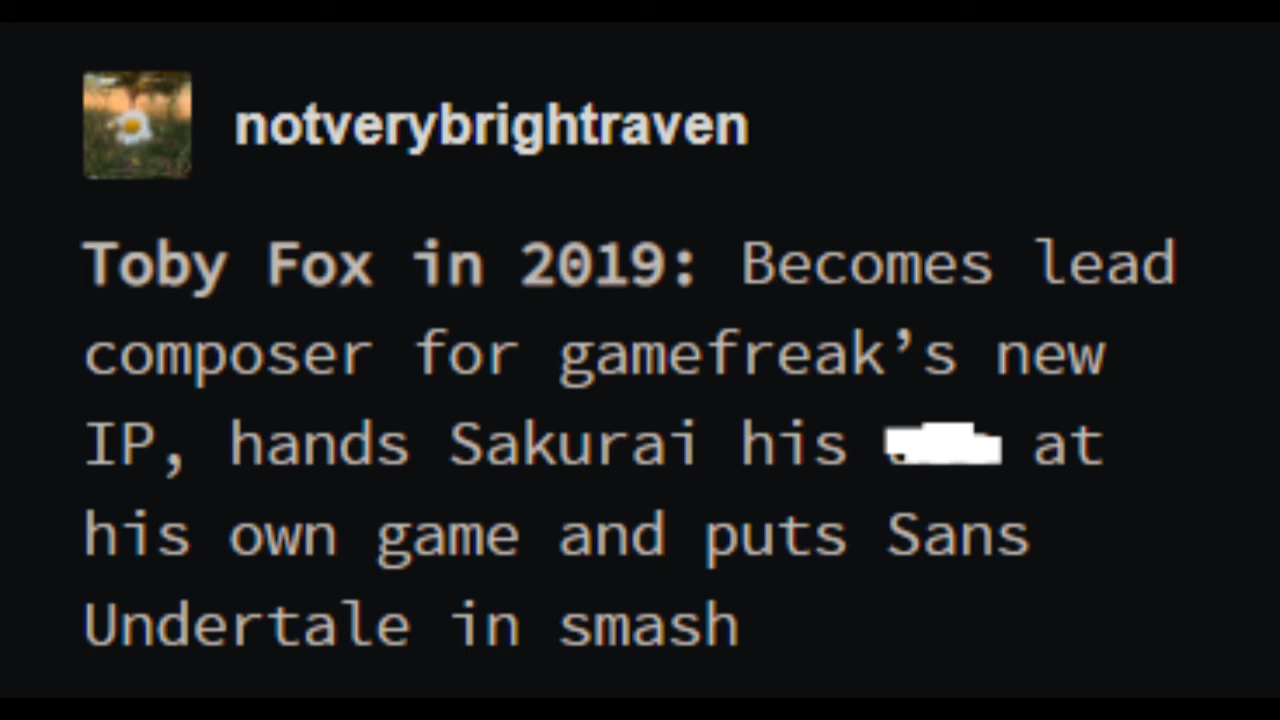 notverybrightraven
Toby Fox in 2019: Becomes lead
composer for gamefreak’s new
IP, hands Sakurai his at
his own game and puts Sans
Undertale in smash